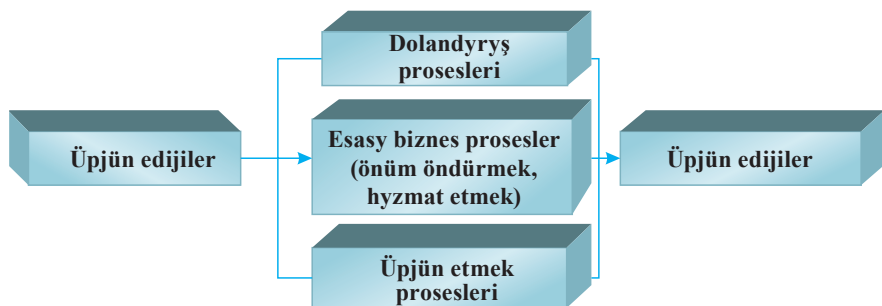 Dolandyryş
prosesleri
Üpjün edijiler
Esasy biznes prosesler
(önüm öndürmek,
hyzmat etmek)
Üpjün edijiler
Üpjün etmek
prosesleri